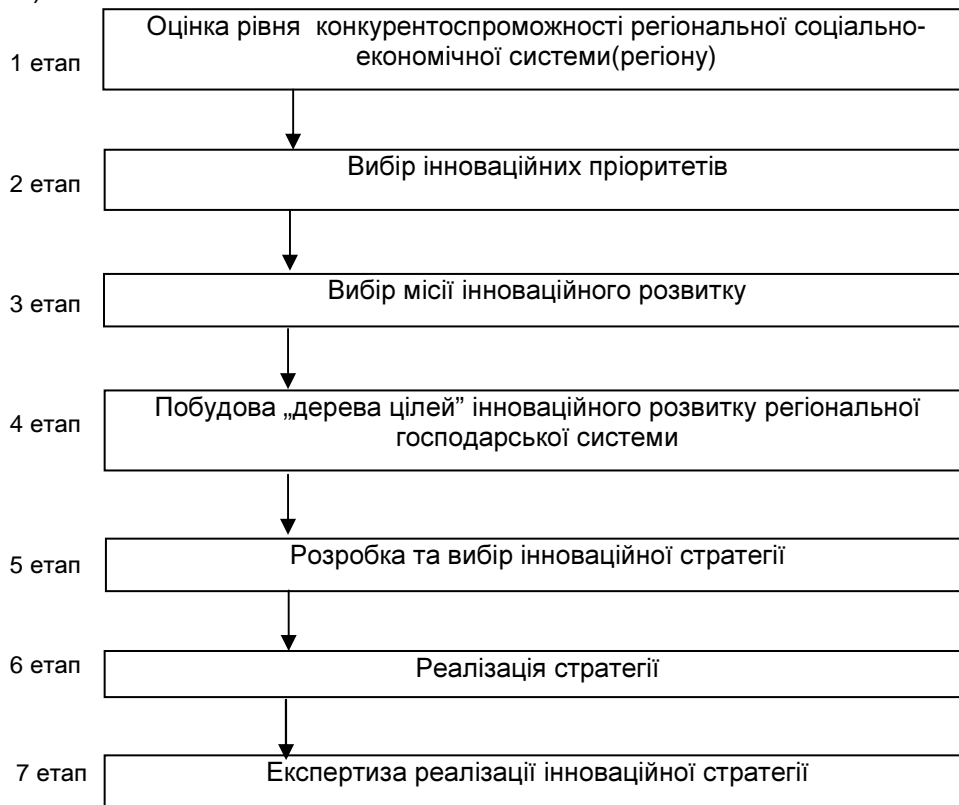 Оцінка рівня конкурентоспроможності регіональної соціально-
економічної системи(регіону)
1 етап
Вибір інноваційних пріоритетів
2 етап
Вибір місії інноваційного розвитку
3 етап
Побудова „дерева цілей” інноваційного розвитку регіональної
господарської системи
4 етап
Розробка та вибір інноваційної стратегії
5 етап
Реалізація стратегії
6 етап
Експертиза реалізації інноваційної стратегії
7 етап